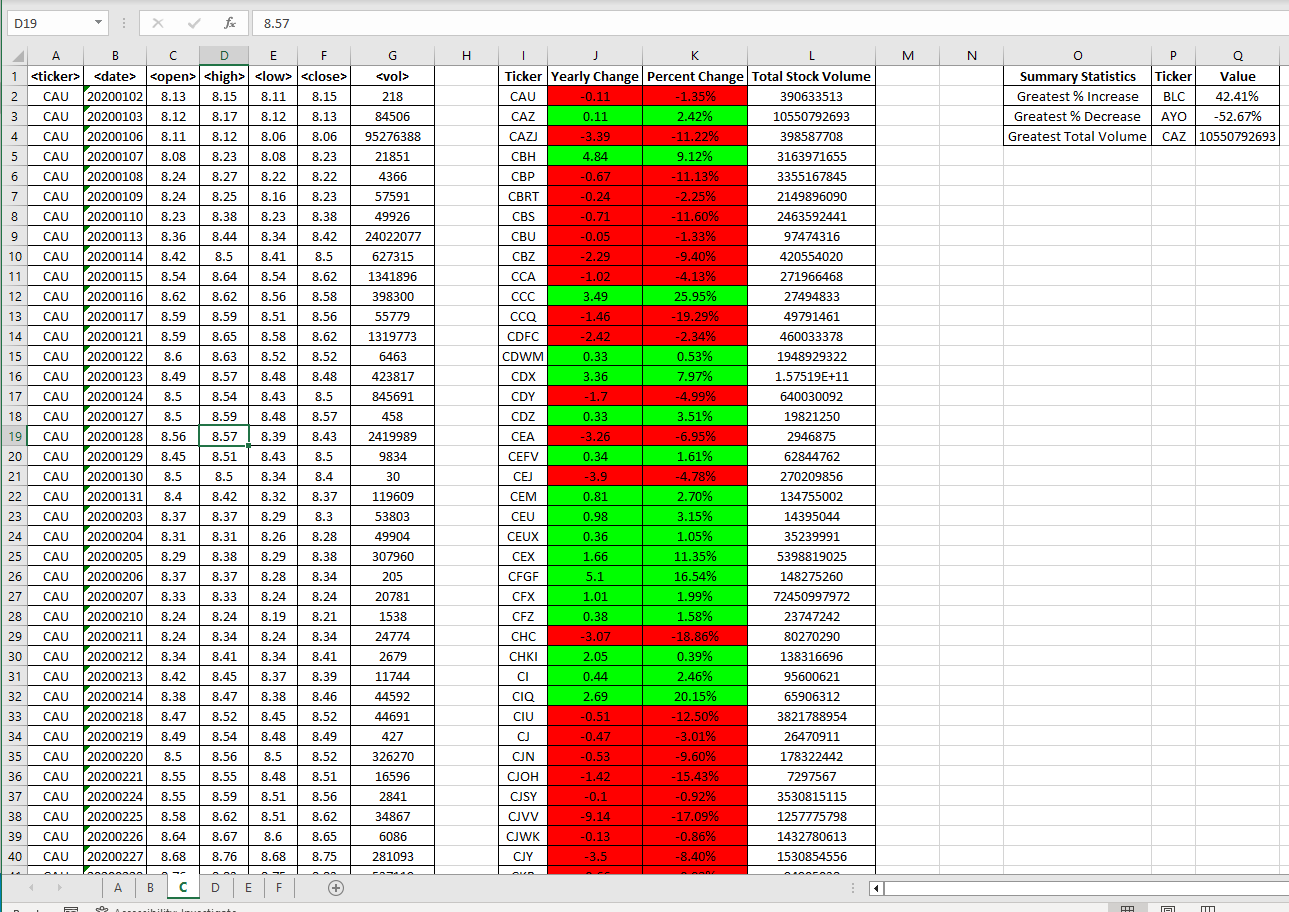 D19 fx 8.57
A B C D E F G H I J K L M N O P Q
1 <ticker> <date> <open> <high> <low> <close> <vol> Ticker Yearly Change Percent Change Total Stock Volume Summary Statistics Ticker Value
2 CAU 20200102 8.13 8.15 8.11 8.15 218 CAU -0.11 -1.35% 390633513 Greatest % Increase BLC 42.41%
3 CAU 20200103 8.12 8.17 8.12 8.13 84506 CAZ 0.11 2.42% 10550792693 Greatest % Decrease AYO -52.67%
4 CAU 20200106 8.11 8.12 8.06 8.06 95276388 CAZJ -3.39 -11.22% 398587708 Greatest Total Volume CAZ 10550792693
5 CAU 20200107 8.08 8.23 8.08 8.23 21851 CBH 4.84 9.12% 3163971655
6 CAU 20200108 8.24 8.27 8.22 8.22 4366 CBP -0.67 -11.13% 3355167845
7 CAU 20200109 8.24 8.25 8.16 8.23 57591 CBRT -0.24 -2.25% 2149896090
8 CAU 20200110 8.23 8.38 8.23 8.38 49926 CBS -0.71 -11.60% 2463592441
9 CAU 20200113 8.36 8.44 8.34 8.42 24022077 CBU -0.05 -1.33% 97474316
10 CAU 20200114 8.42 8.5 8.41 8.5 627315 CBZ -2.29 -9.40% 420554020
11 CAU 20200115 8.54 8.64 8.54 8.62 1341896 CCA -1.02 -4.13% 271966468
12 CAU 20200116 8.62 8.62 8.56 8.58 398300 CCC 3.49 25.95% 27494833
13 CAU 20200117 8.59 8.59 8.51 8.56 55779 CCQ -1.46 -19.29% 49791461
14 CAU 20200121 8.59 8.65 8.58 8.62 1319773 CDFC -2.42 -2.34% 460033378
15 CAU 20200122 8.6 8.63 8.52 8.52 6463 CDWM 0.33 0.53% 1948929322
16 CAU 20200123 8.49 8.57 8.48 8.48 423817 CDX 3.36 7.97% 1.57519E+11
17 CAU 20200124 8.5 8.54 8.43 8.5 845691 CDY -1.7 -4.99% 640030092
18 CAU 20200127 8.5 8.59 8.48 8.57 458 CDZ 0.33 3.51% 19821250
19 CAU 20200128 8.56 8.57 8.39 8.43 2419989 CEA -3.26 -6.95% 2946875
20 CAU 20200129 8.45 8.51 8.43 8.5 9834 CEFV 0.34 1.61% 62844762
21 CAU 20200130 8.5 8.5 8.34 8.4 30 CEJ -3.9 -4.78% 270209856
22 CAU 20200131 8.4 8.42 8.32 8.37 119609 CEM 0.81 2.70% 134755002
23 CAU 20200203 8.37 8.37 8.29 8.3 53803 CEU 0.98 3.15% 14395044
24 CAU 20200204 8.31 8.31 8.26 8.28 49904 CEUX 0.36 1.05% 35239991
25 CAU 20200205 8.29 8.38 8.29 8.38 307960 CEX 1.66 11.35% 5398819025
26 CAU 20200206 8.37 8.37 8.28 8.34 205 CFGF 5.1 16.54% 148275260
27 CAU 20200207 8.33 8.33 8.24 8.24 20781 CFX 1.01 1.99% 72450997972
28 CAU 20200210 8.24 8.24 8.19 8.21 1538 CFZ 0.38 1.58% 23747242
29 CAU 20200211 8.24 8.34 8.24 8.34 24774 CHC -3.07 -18.86% 80270290
30 CAU 20200212 8.34 8.41 8.34 8.41 2679 CHKI 2.05 0.39% 138316696
31 CAU 20200213 8.42 8.45 8.37 8.39 11744 CI 0.44 2.46% 95600621
32 CAU 20200214 8.38 8.47 8.38 8.46 44592 CIQ 2.69 20.15% 65906312
33 CAU 20200218 8.47 8.52 8.45 8.52 44691 CIU -0.51 -12.50% 3821788954
34 CAU 20200219 8.49 8.54 8.48 8.49 427 CJ -0.47 -3.01% 26470911
35 CAU 20200220 8.5 8.56 8.5 8.52 326270 CJN -0.53 -9.60% 178322442
36 CAU 20200221 8.55 8.55 8.48 8.51 16596 CJOH -1.42 -15.43% 7297567
37 CAU 20200224 8.55 8.59 8.51 8.56 2841 CJSY -0.1 -0.92% 3530815115
38 CAU 20200225 8.58 8.62 8.51 8.62 34867 CJVV -9.14 -17.09% 1257775798
39 CAU 20200226 8.64 8.67 8.6 8.65 6086 CJWK -0.13 -0.86% 1432780613
40 CAU 20200227 8.68 8.76 8.68 8.75 281093 CJY -3.5 -8.40% 1530854556
A B C D E F